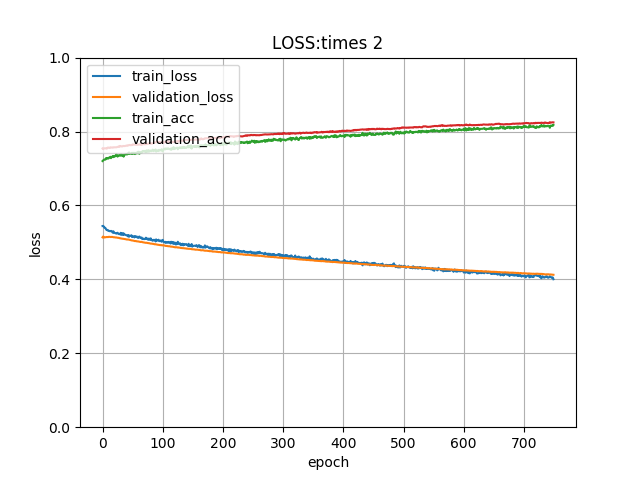 LOSS:times 2
1.0
0.8
0.6
0.4
0.2
0.0
loss
train_loss
validation_loss
train_acc
validation_acc
0 100 200 300 400 500 600 700
epoch